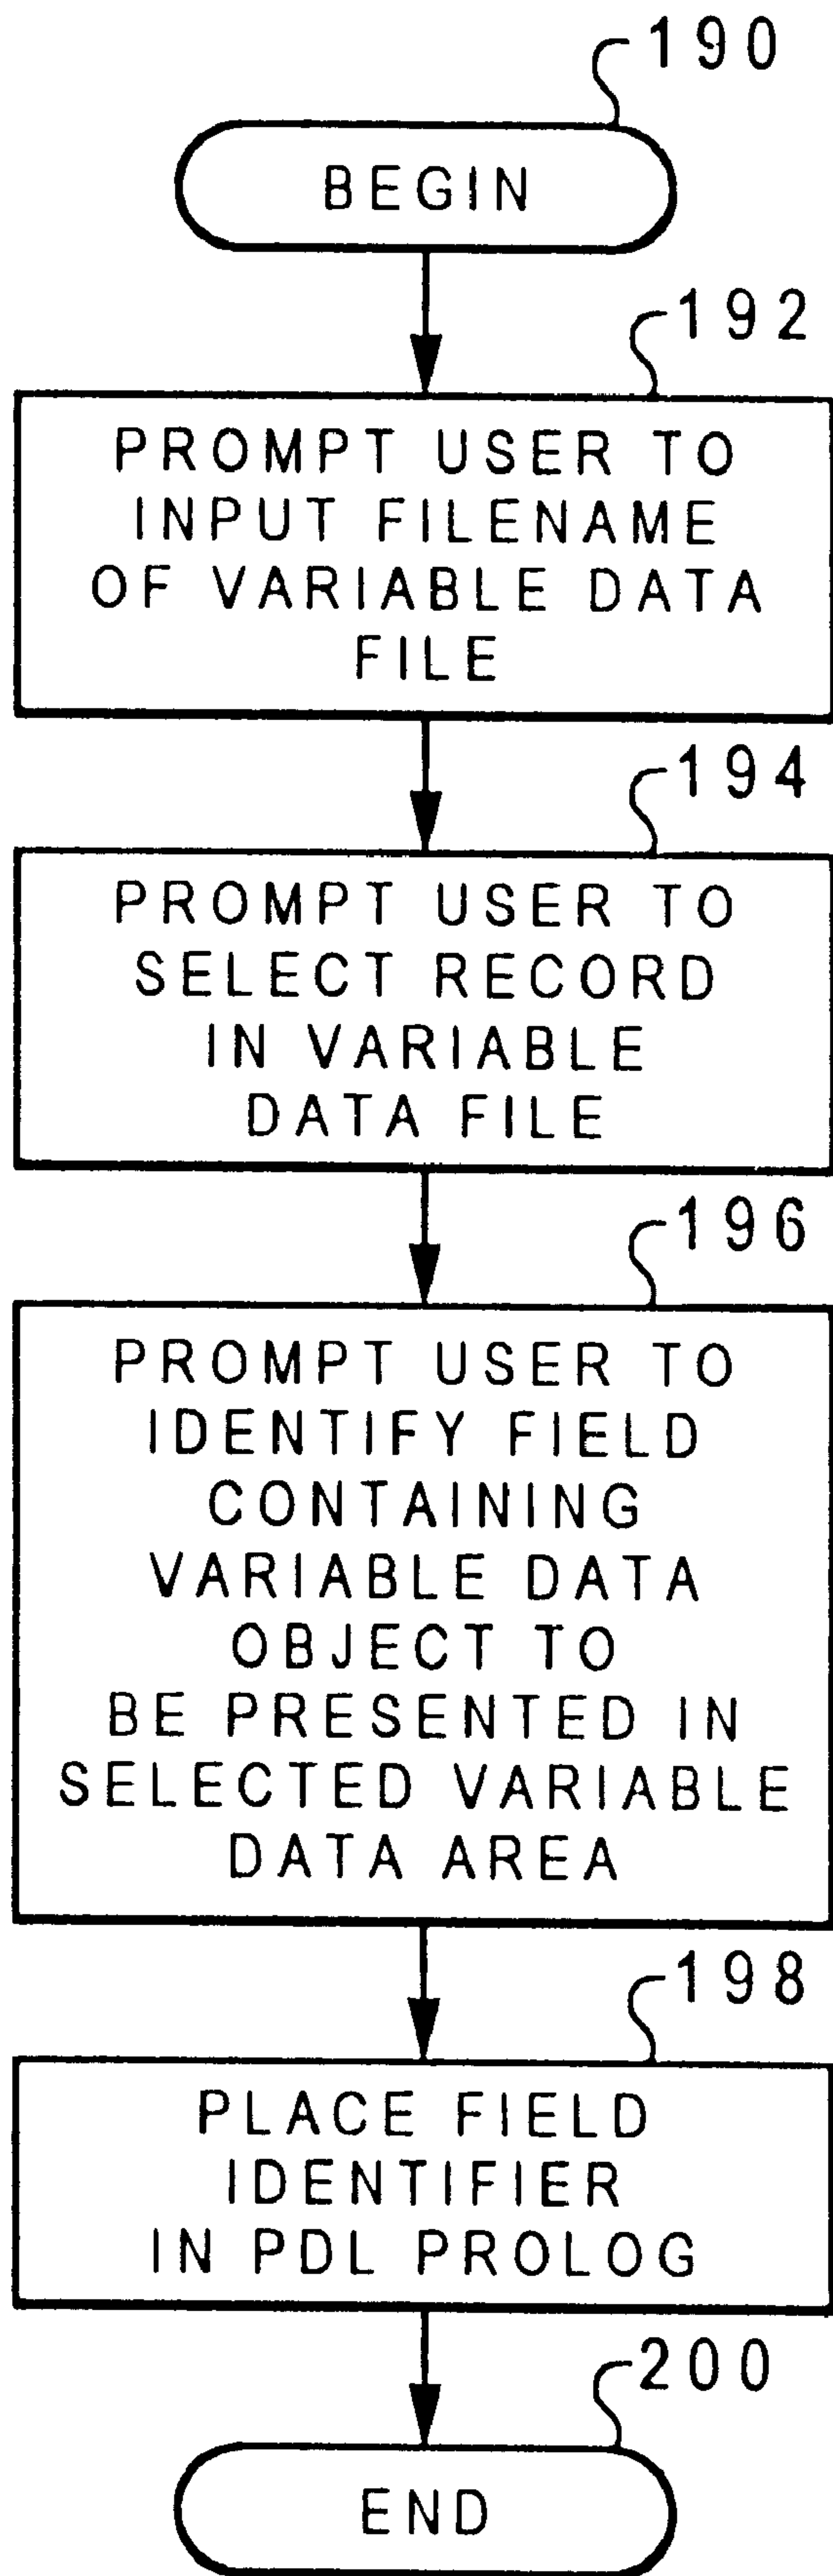 190
BEGIN
192
PROMPT USER TO
INPUT FILENAME
OF VARIABLE DATA
FILE
194
PROMPT USER TO
SELECT RECORD
IN VARIABLE
DATA FILE
196
PROMPT USER TO
IDENTIFY FIELD
CONTAINING
VARIABLE DATA
OBJECT TO
BE PRESENTED IN
SELECTED VARIABLE
DATA AREA
198
PLACE FIELD
IDENTIFIER
IN PDL PROLOG
200
END